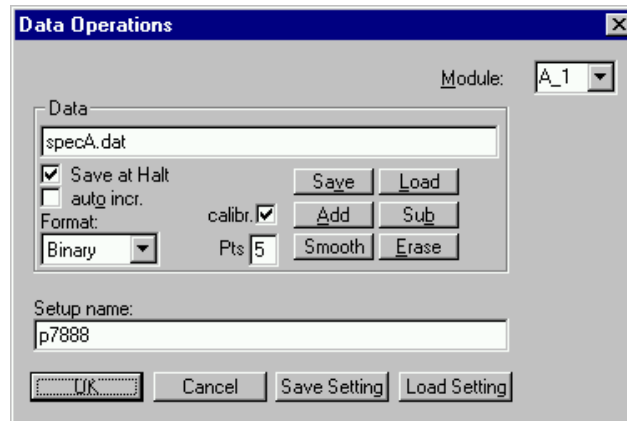 Data Operations
Module: A_1
Data
specA.dat
Save at Halt
auto incr.
Format:
Binary
calibr.
Pts 5
Save Load
Add Sub
Smooth Erase
Setup name:
p7888
OK Cancel Save Setting Load Setting